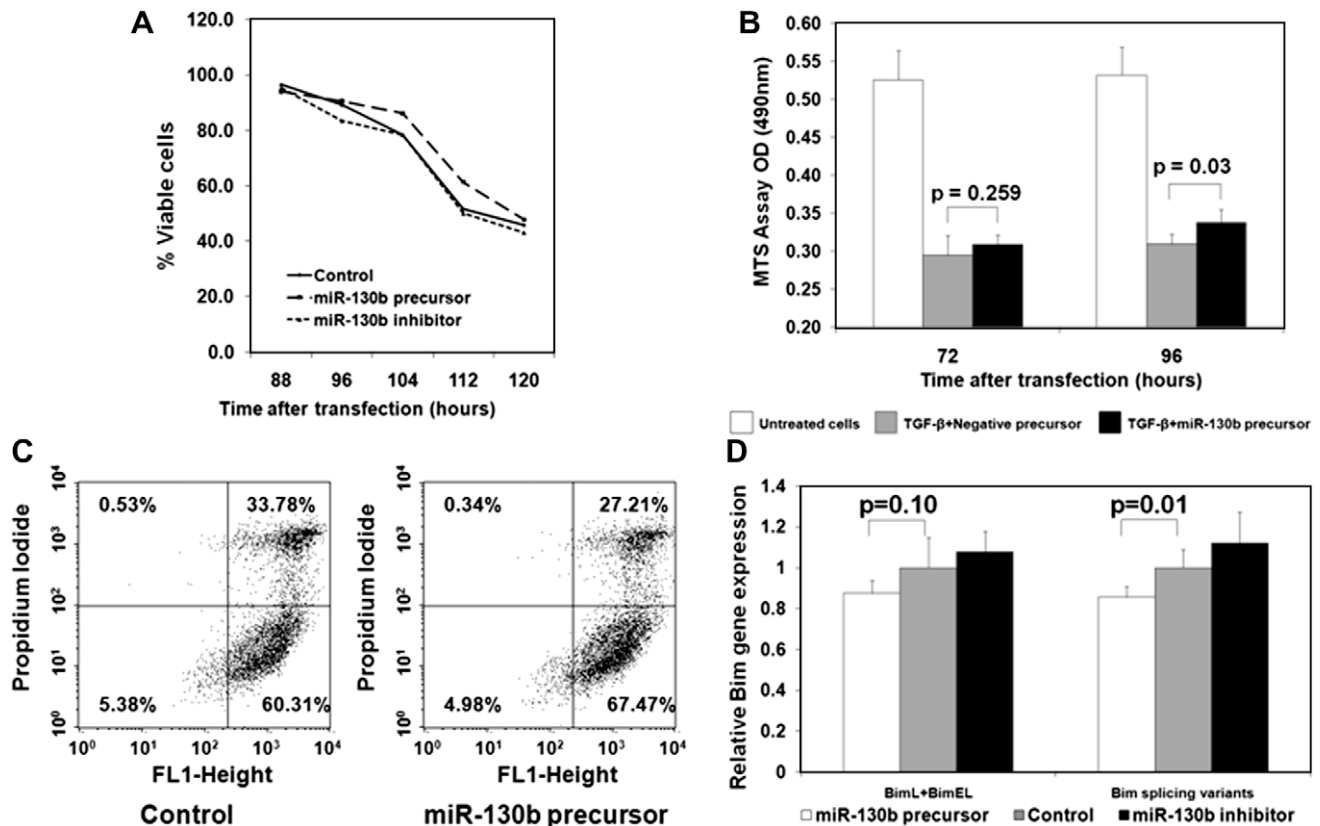 A
120.0
100.0
80.0
60.0
40.0
20.0
0.0
% Viable cells
Control
miR-130b precursor
miR-130b inhibitor
88 96 104 112 120
Time after transfection (hours)
B
0.60
0.55
0.50
0.45
0.40
0.35
0.30
0.25
0.20
MTS Assay OD (490nm)
p = 0.259
p = 0.03
72 96
Time after transfection (hours)
Untreated cells TGF-β+Negative precursor TGF-β+miR-130b precursor
C
Propidium Iodide
10⁴
10³
10²
10¹
10⁰
0.53% 33.78%
5.38% 60.31%
10⁰ 10¹ 10² 10³ 10⁴
FL1-Height
Control
Propidium Iodide
10⁴
10³
10²
10¹
10⁰
0.34% 27.21%
4.98% 67.47%
10⁰ 10¹ 10² 10³ 10⁴
FL1-Height
miR-130b precursor
D
Relative Bim gene expression
1.4
1.2
1
0.8
0.6
0.4
0.2
0
p=0.10
p=0.01
BimL+BimEL Bim splicing variants
miR-130b precursor Control miR-130b inhibitor